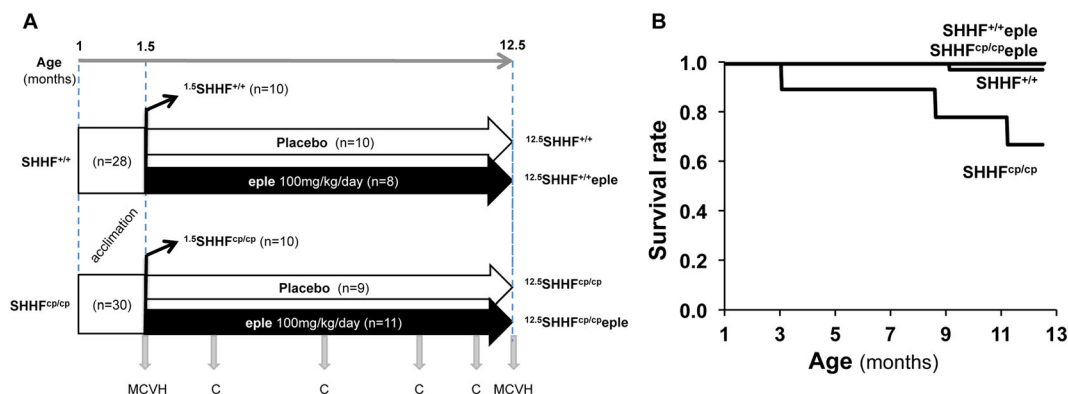 A
1 1.5 12.5
Age
(months)
1.5SHHF+/+ (n=10)
Placebo (n=10)
12.5SHHF+/+
SHHF+/+ (n=28)
eple 100mg/kg/day (n=8)
12.5SHHF+/+eple
acclimation
1.5SHHFcp/cp (n=10)
Placebo (n=9)
12.5SHHFcp/cp
SHHFcp/cp (n=30)
eple 100mg/kg/day (n=11)
12.5SHHFcp/cpeple
MCVH C C C C MCVH
B
SHHF+/+eple
SHHFcp/cpeple
SHHF+/+
SHHFcp/cp
Survival rate
1.0
0.8
0.6
0.4
0.2
0.0
1 3 5 7 9 11 13
Age (months)